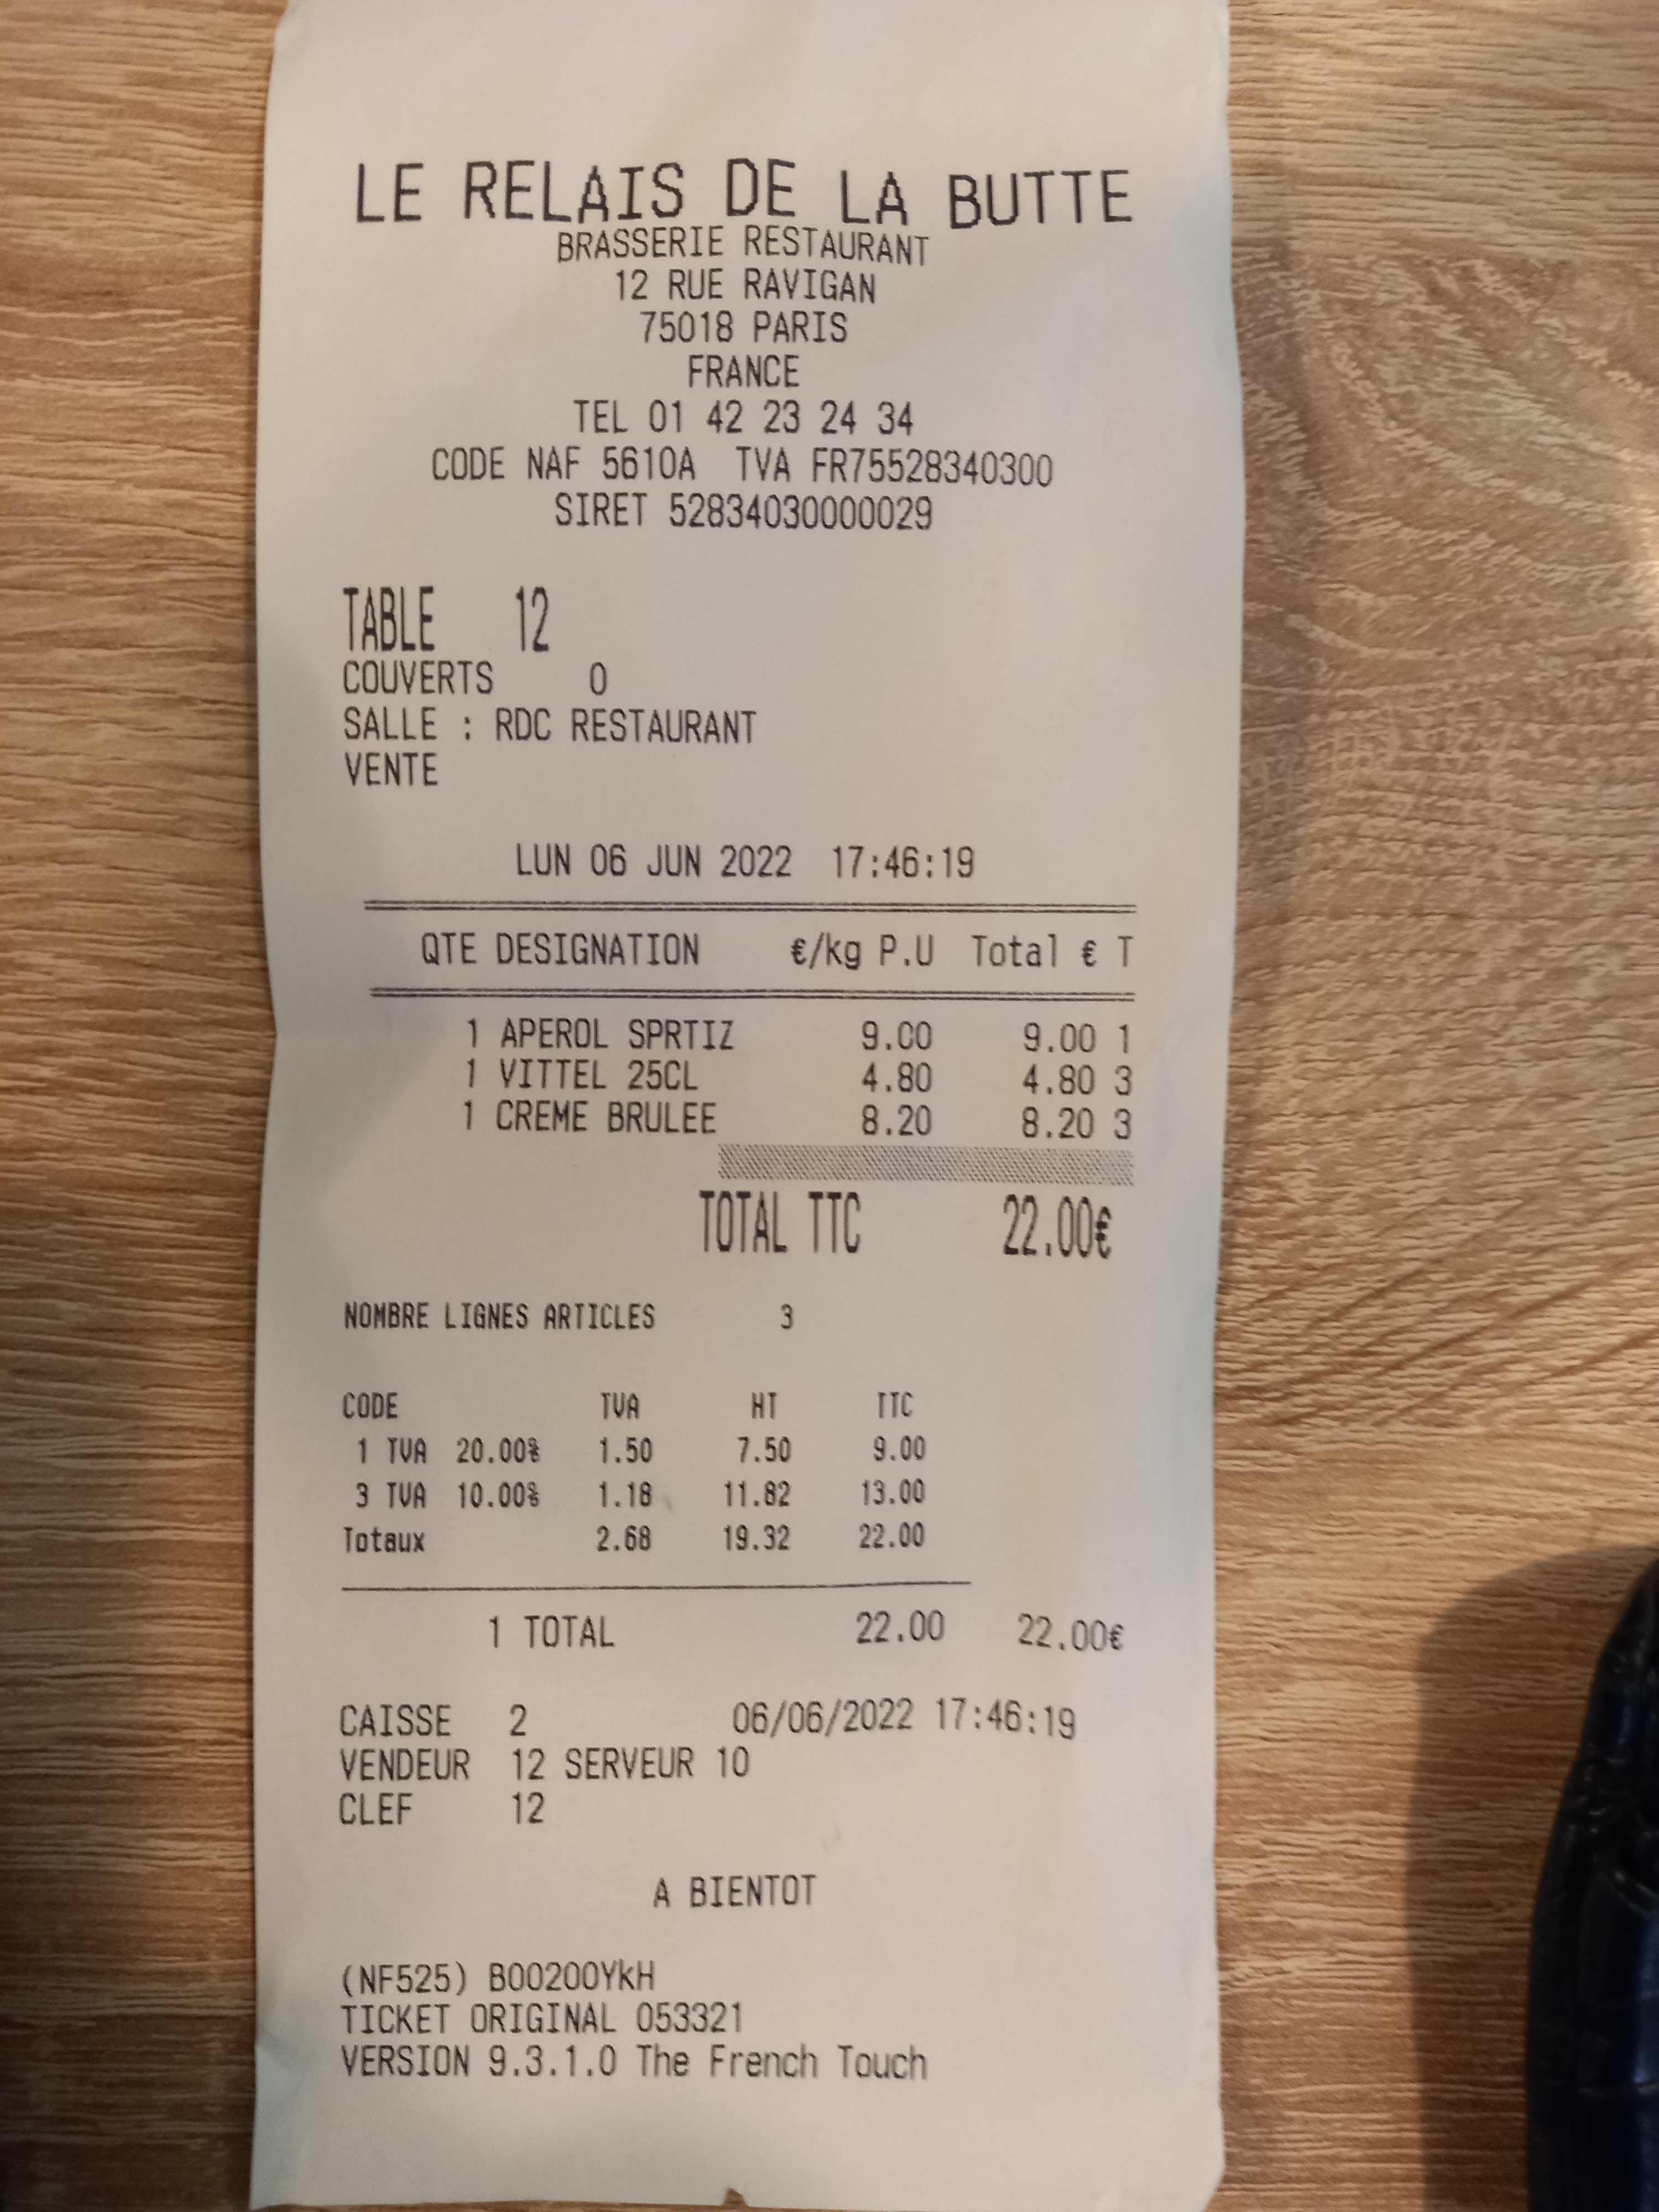 LE RELAIS DE LA BUTTE
BRASSERIE RESTAURANT
12 RUE RAVIGAN
75018 PARIS
FRANCE
TEL 01 42 23 24 34
CODE NAF 5610A TVA FR75528340300
SIRET 52834030000029
TABLE 12
COUVERTS 0
SALLE : RDC RESTAURANT
VENTE
LUN 06 JUN 2022 17:46:19
QTE DESIGNATION €/kg P.U Total € T
1 APEROL SPRTIZ 9.00 9.00 1
1 VITTEL 25CL 4.80 4.80 3
1 CREME BRULEE 8.20 8.20 3
TOTAL TTC 22.00€
NOMBRE LIGNES ARTICLES 3
CODE TVA HT TTC
1 TVA 20.00% 1.50 7.50 9.00
3 TVA 10.00% 1.18 11.82 13.00
Totaux 2.68 19.32 22.00
1 TOTAL 22.00 22.00€
CAISSE 2 06/06/2022 17:46:19
VENDEUR 12 SERVEUR 10
CLEF 12
A BIENTOT
(NF525) B00200YkH
TICKET ORIGINAL 053321
VERSION 9.3.1.0 The French Touch